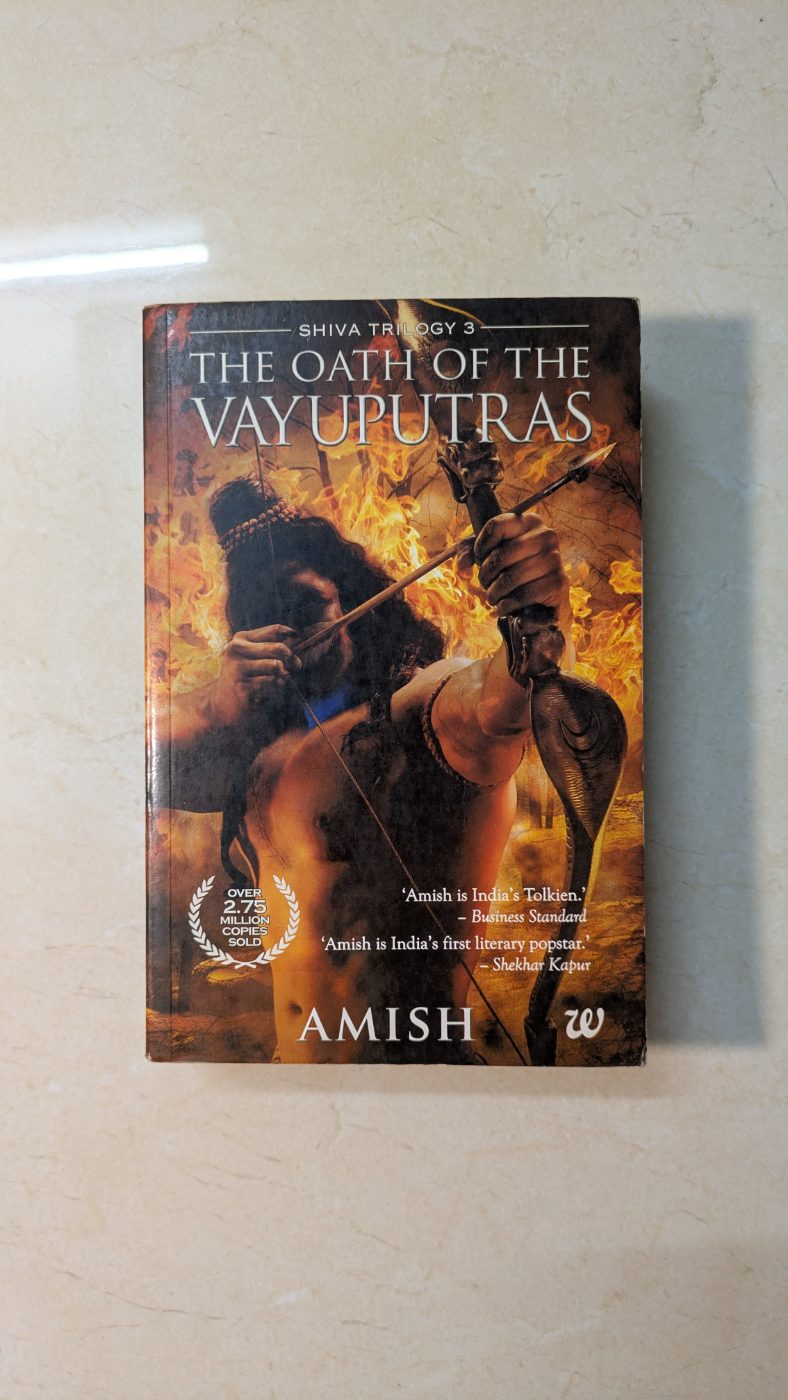 SHIVA TRILOGY 3
THE OATH OF THE
VAYUPUTRAS
OVER
2.75
MILLION
COPIES
SOLD
‘Amish is India’s Tolkien.’
– Business Standard
‘Amish is India’s first literary popstar.’
– Shekhar Kapur
AMISH
w